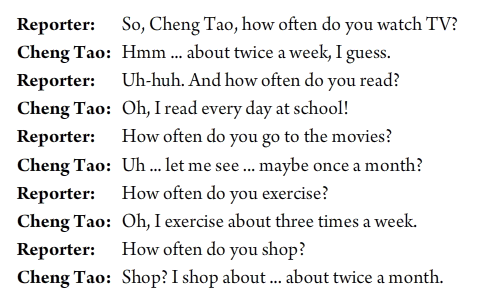 Reporter: So, Cheng Tao, how often do you watch TV?
Cheng Tao: Hmm ... about twice a week, I guess.
Reporter: Uh-huh. And how often do you read?
Cheng Tao: Oh, I read every day at school!
Reporter: How often do you go to the movies?
Cheng Tao: Uh ... let me see ... maybe once a month?
Reporter: How often do you exercise?
Cheng Tao: Oh, I exercise about three times a week.
Reporter: How often do you shop?
Cheng Tao: Shop? I shop about ... about twice a month.